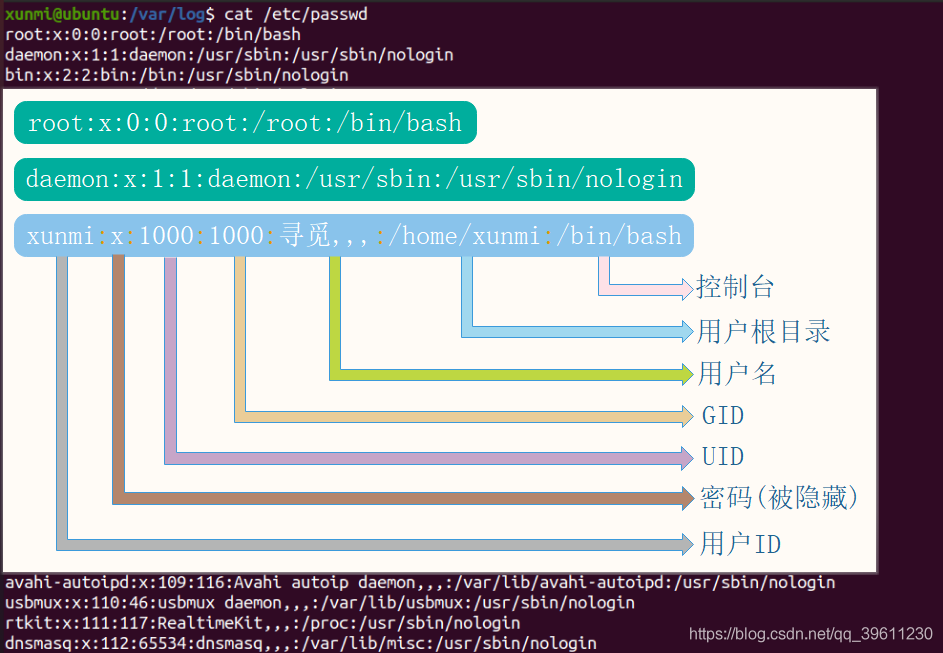 xunmi@ubuntu:/var/log$ cat /etc/passwd
root:x:0:0:root:/root:/bin/bash
daemon:x:1:1:daemon:/usr/sbin:/usr/sbin/nologin
bin:x:2:2:bin:/bin:/usr/sbin/nologin
root:x:0:0:root:/root:/bin/bash
daemon:x:1:1:daemon:/usr/sbin:/usr/sbin/nologin
xunmi:x:1000:1000:寻觅,,,:/home/xunmi:/bin/bash
控制台
用户根目录
用户名
GID
UID
密码(被隐藏)
用户ID
avahi-autoipd:x:109:116:Avahi autoip daemon,,,:/var/lib/avahi-autoipd:/usr/sbin/nologin
usbmux:x:110:46:usbmux daemon,,,:/var/lib/usbmux:/usr/sbin/nologin
rtkit:x:111:117:RealtimeKit,,,:/proc:/usr/sbin/nologin
dnsmasq:x:112:65534:dnsmasq,,,:/var/lib/misc:/usr/sbin/nologin
https://blog.csdn.net/qq_39611230